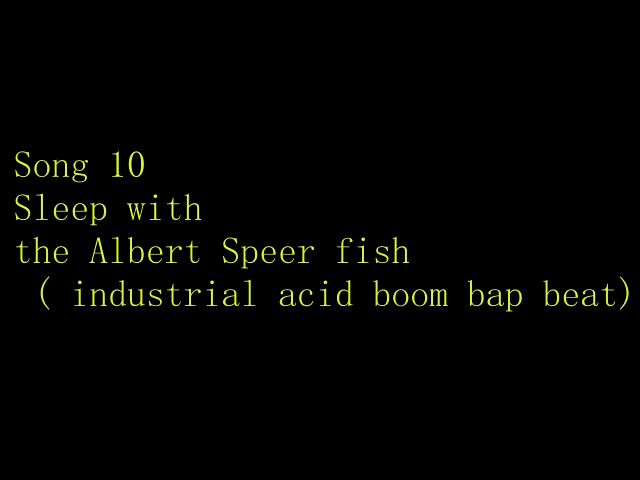 Song 10
Sleep with
the Albert Speer fish
( industrial acid boom bap beat)